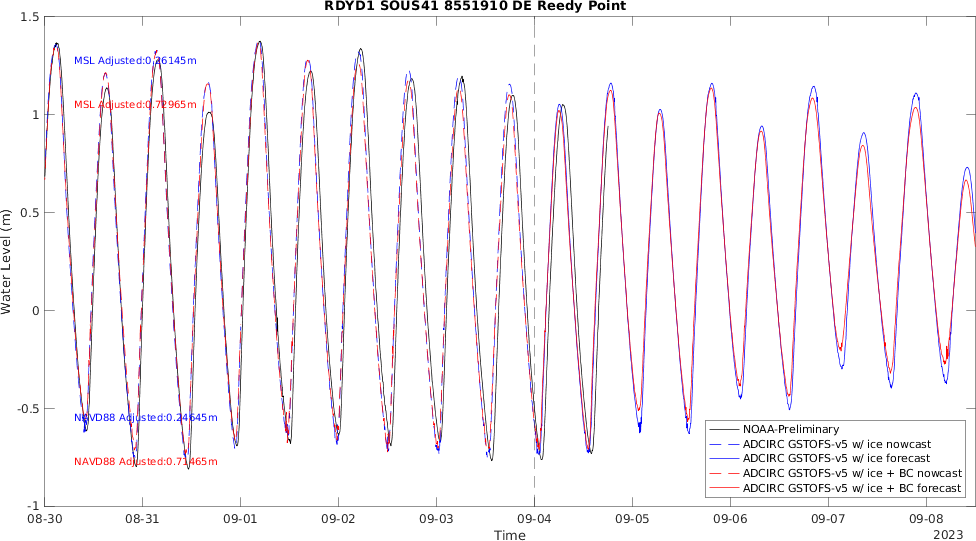 RDYD1 SOUS41 8551910 DE Reedy Point
1.5
1
0.5
0
-0.5
-1
Water Level (m)
MSL Adjusted:0.26145m
MSL Adjusted:0.72965m
NAVD88 Adjusted:0.24645m
NAVD88 Adjusted:0.71465m
NOAA-Preliminary
ADCIRC GSTOFS-v5 w/ ice nowcast
ADCIRC GSTOFS-v5 w/ ice forecast
ADCIRC GSTOFS-v5 w/ ice + BC nowcast
ADCIRC GSTOFS-v5 w/ ice + BC forecast
08-30 08-31 09-01 09-02 09-03 09-04 09-05 09-06 09-07 09-08
Time
2023